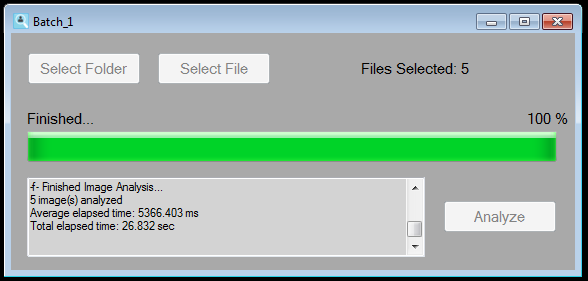 Batch_1
Select Folder
Select File
Files Selected: 5
Finished...
100 %
-f- Finished Image Analysis...
5 image(s) analyzed
Average elapsed time: 5366.403 ms
Total elapsed time: 26.832 sec
Analyze